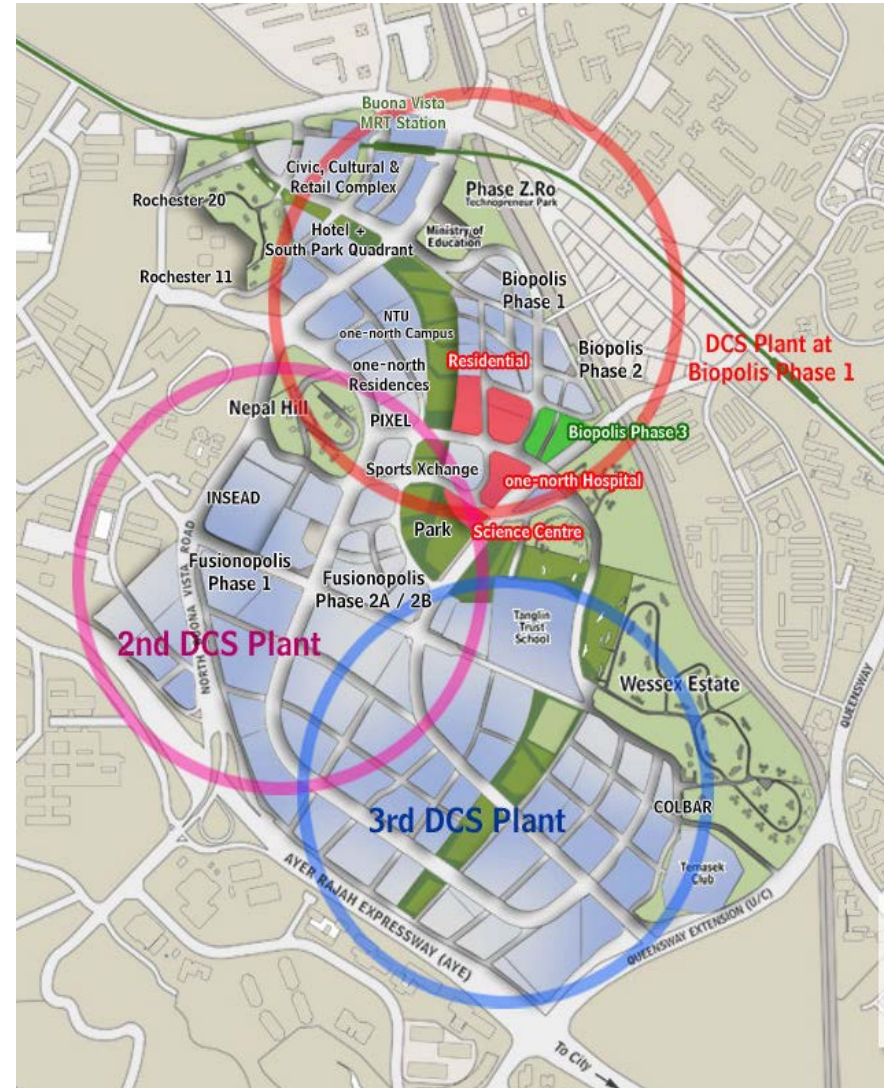 Buona Vista
MRT Station
Civic, Cultural &
Retail Complex
Phase Z.Ro
Technopreneur Park
Rochester 20
Hotel +
South Park Quadrant
Ministry of
Education
Rochester 11
Biopolis
Phase 1
NTU
one-north Campus
Residential
Biopolis
Phase 2
DCS Plant at
Biopolis Phase 1
one-north
Residences
Nepal Hill
PIXEL
Biopolis Phase 3
Sports Xchange
one-north Hospital
INSEAD
Park
Science Centre
Fusionopolis
Phase 1
Fusionopolis
Phase 2A / 2B
NORTH BUONA VISTA ROAD
2nd DCS Plant
Tanglin
Trust
School
Wessex Estate
QUEENSWAY
3rd DCS Plant
COLBAR
Temasek
Club
AYER RAJAH EXPRESSWAY (AYE)
QUEENSWAY EXTENSION (U/C)
To City